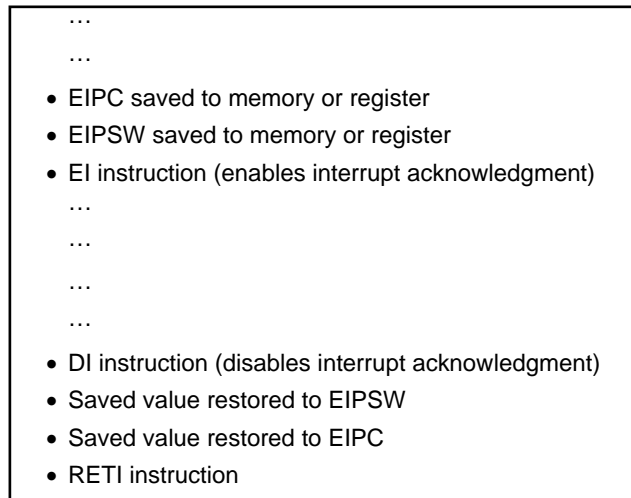 …
…
• EIPC saved to memory or register
• EIPSW saved to memory or register
• EI instruction (enables interrupt acknowledgment)
…
…
…
…
• DI instruction (disables interrupt acknowledgment)
• Saved value restored to EIPSW
• Saved value restored to EIPC
• RETI instruction